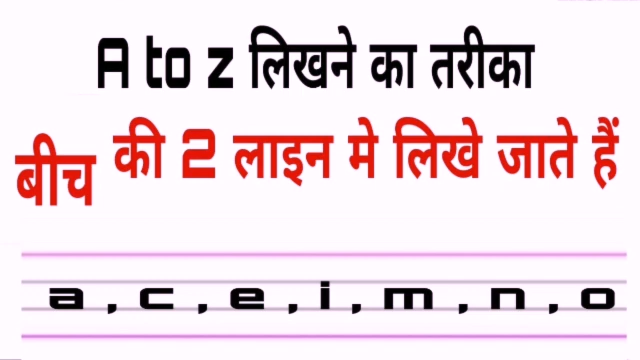 A to z लिखने का तरीका
बीच की 2 लाइन मे लिखे जाते हैं
a , c , e , i , m , n , o